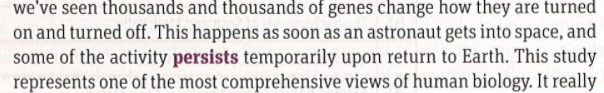 we've seen thousands and thousands of genes change how they are turned
on and turned off. This happens as soon as an astronaut gets into space, and
some of the activity persists temporarily upon return to Earth. This study
represents one of the most comprehensive views of human biology. It really